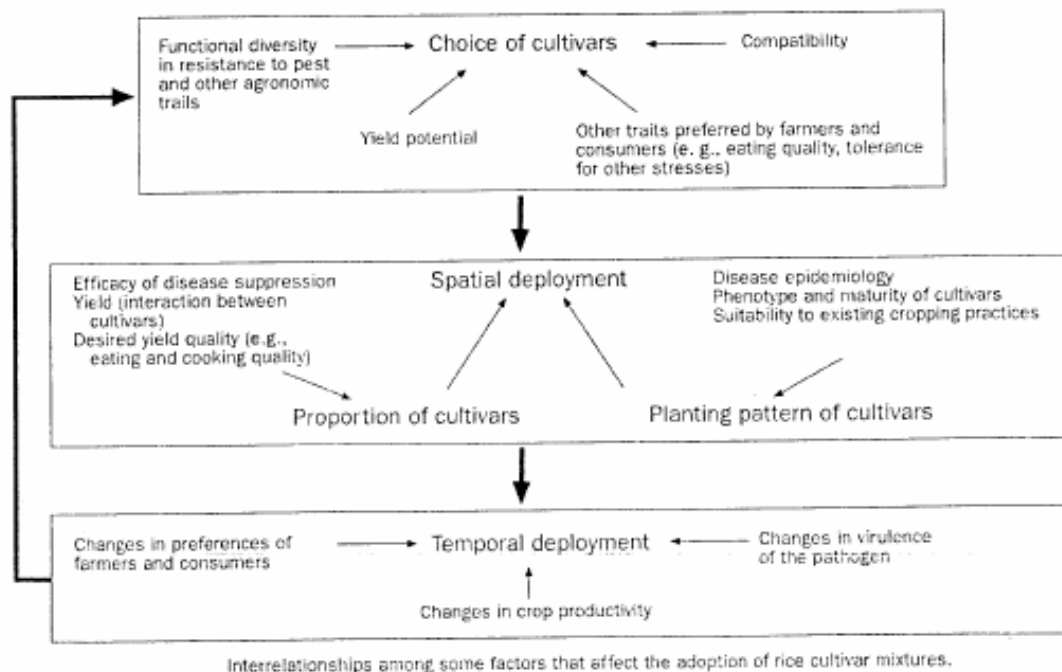 Functional diversity
in resistance to pest
and other agronomic
trails
Choice of cultivars
Compatibility
Yield potential
Other traits preferred by farmers and
consumers (e. g., eating quality, tolerance
for other stresses)
Efficacy of disease suppression
Yield (interaction between
cultivars)
Desired yield quality (e.g.,
eating and cooking quality)
Spatial deployment
Disease epidemiology
Phenotype and maturity of cultivars
Suitability to existing cropping practices
Proportion of cultivars
Planting pattern of cultivars
Changes in preferences of
farmers and consumers
Temporal deployment
Changes in virulence
of the pathogen
Changes in crop productivity
Interrelationships among some factors that affect the adoption of rice cultivar mixtures.